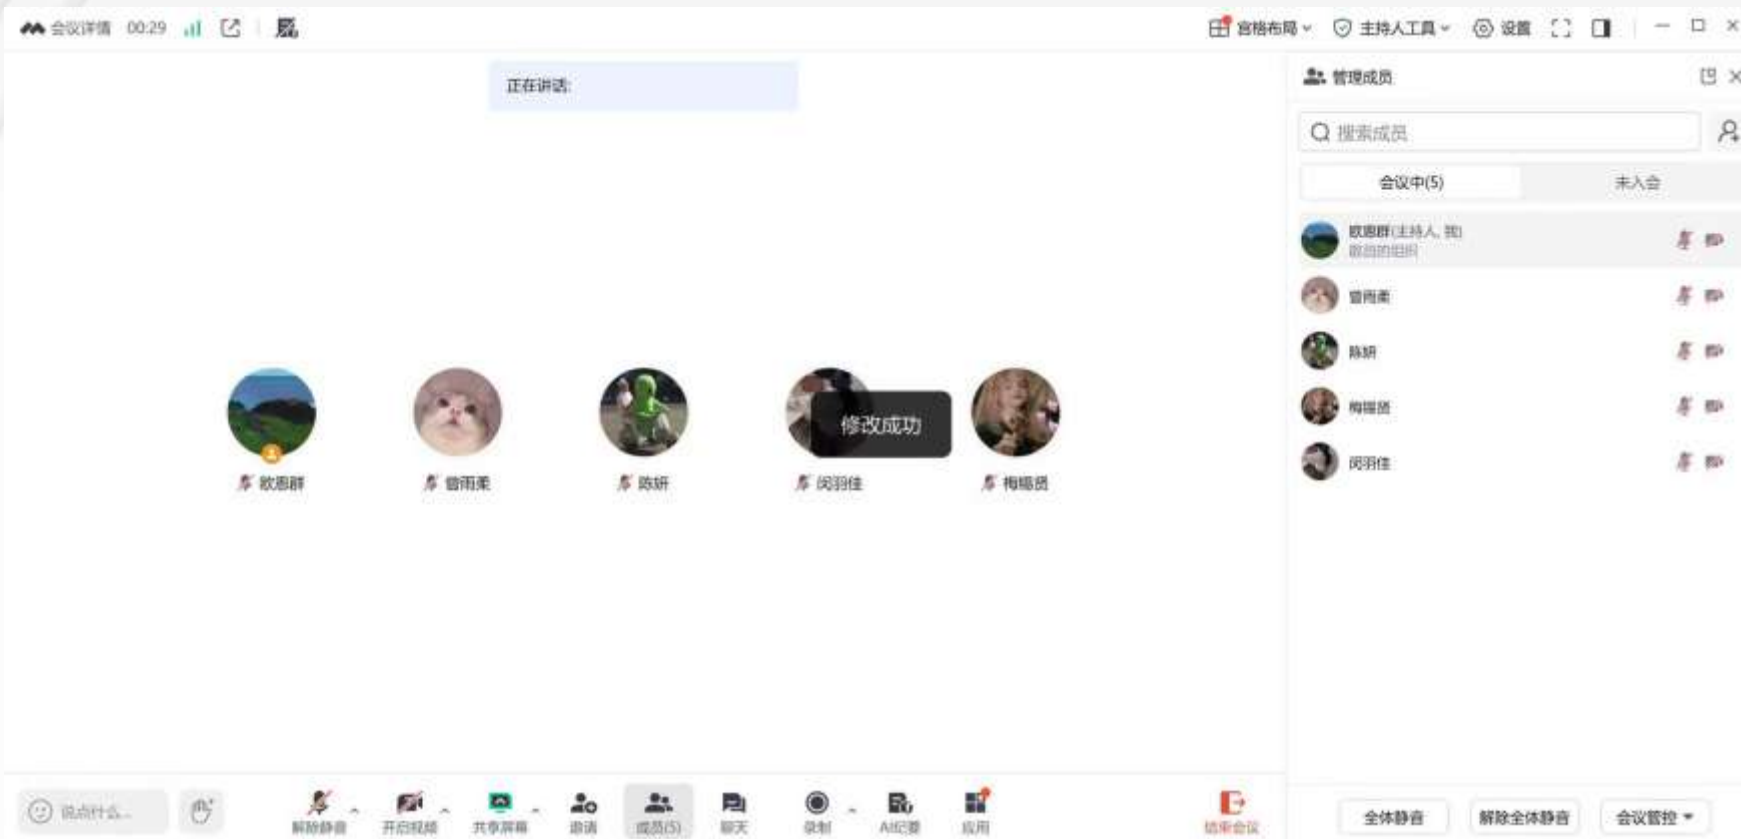 会议详情 00:29
宫格布局 主持人工具 设置
正在讲话:
管理成员
搜索成员
会议中(5) 未入会
欧恩群(主持人, 我)
曾雨柔
陈妍
梅锱贤
闵羽佳
修改成功
欧恩群 曾雨柔 陈妍 闵羽佳
说点什么...
解除静音 开启视频 共享屏幕 邀请 成员(5) 聊天 录制 AI纪要 应用 结束会议
全体静音 解除全体静音 会议管控